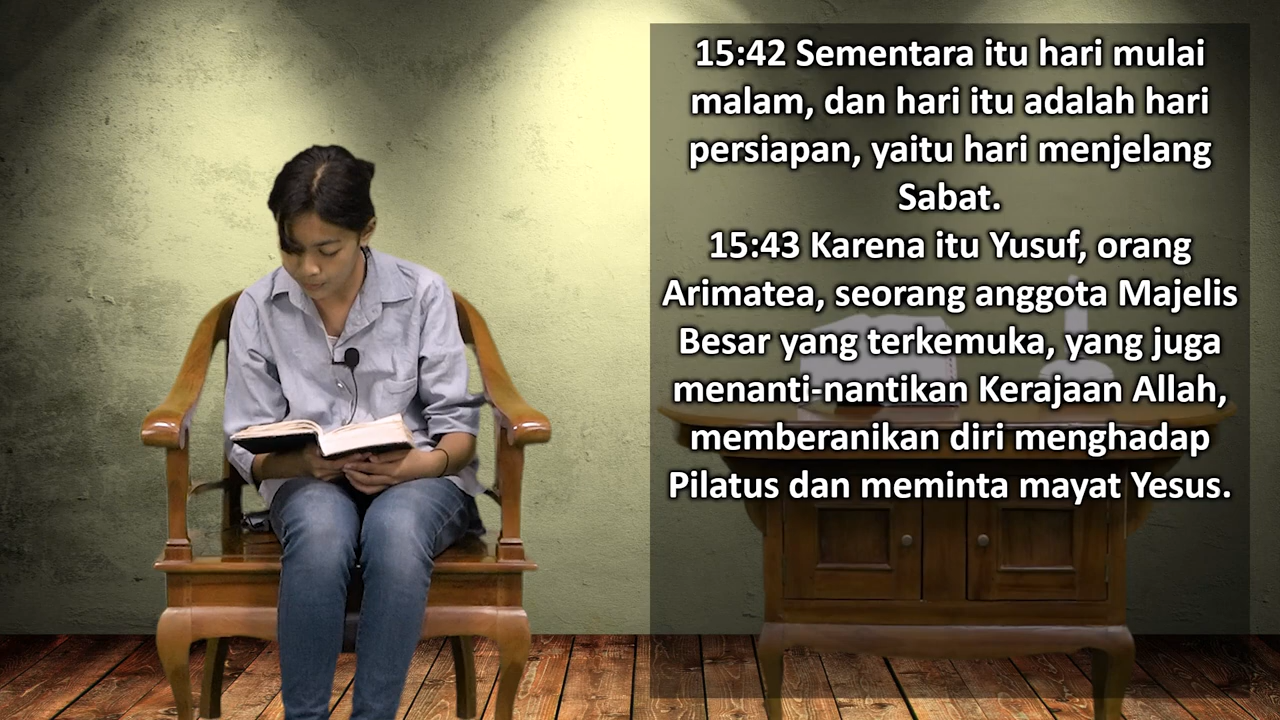 15:42 Sementara itu hari mulai
malam, dan hari itu adalah hari
persiapan, yaitu hari menjelang
Sabat.
15:43 Karena itu Yusuf, orang
Arimatea, seorang anggota Majelis
Besar yang terkemuka, yang juga
menanti-nantikan Kerajaan Allah,
memberanikan diri menghadap
Pilatus dan meminta mayat Yesus.